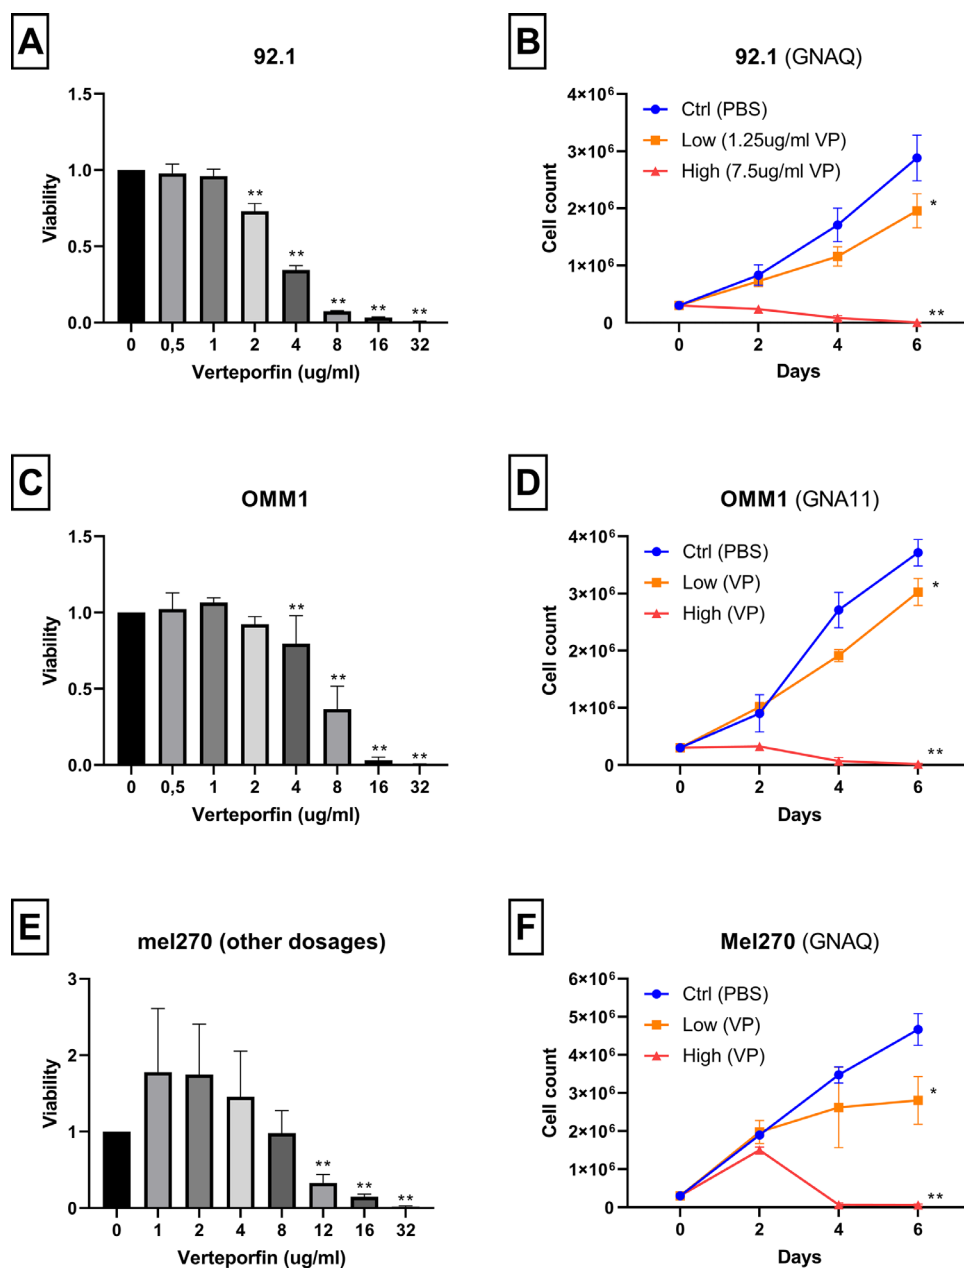 A
92.1
1.5
1.0
0.5
0.0
Viability
0 0,5 1 2 4 8 16 32
** ** ** ** **
Verteporfin (ug/ml)
B
92.1 (GNAQ)
4×10⁶
3×10⁶
2×10⁶
1×10⁶
0
Cell count
Ctrl (PBS)
Low (1.25ug/ml VP)
High (7.5ug/ml VP)
*
**
0 2 4 6
Days
C
OMM1
1.5
1.0
0.5
0.0
Viability
** ** ** **
0 0,5 1 2 4 8 16 32
Verteporfin (ug/ml)
D
OMM1 (GNA11)
4×10⁶
3×10⁶
2×10⁶
1×10⁶
0
Cell count
Ctrl (PBS)
Low (VP)
High (VP)
*
**
0 2 4 6
Days
E
mel270 (other dosages)
3
2
1
0
Viability
** ** **
0 1 2 4 8 12 16 32
Verteporfin (ug/ml)
F
Mel270 (GNAQ)
6×10⁶
5×10⁶
4×10⁶
3×10⁶
2×10⁶
1×10⁶
0
Cell count
Ctrl (PBS)
Low (VP)
High (VP)
*
**
0 2 4 6
Days